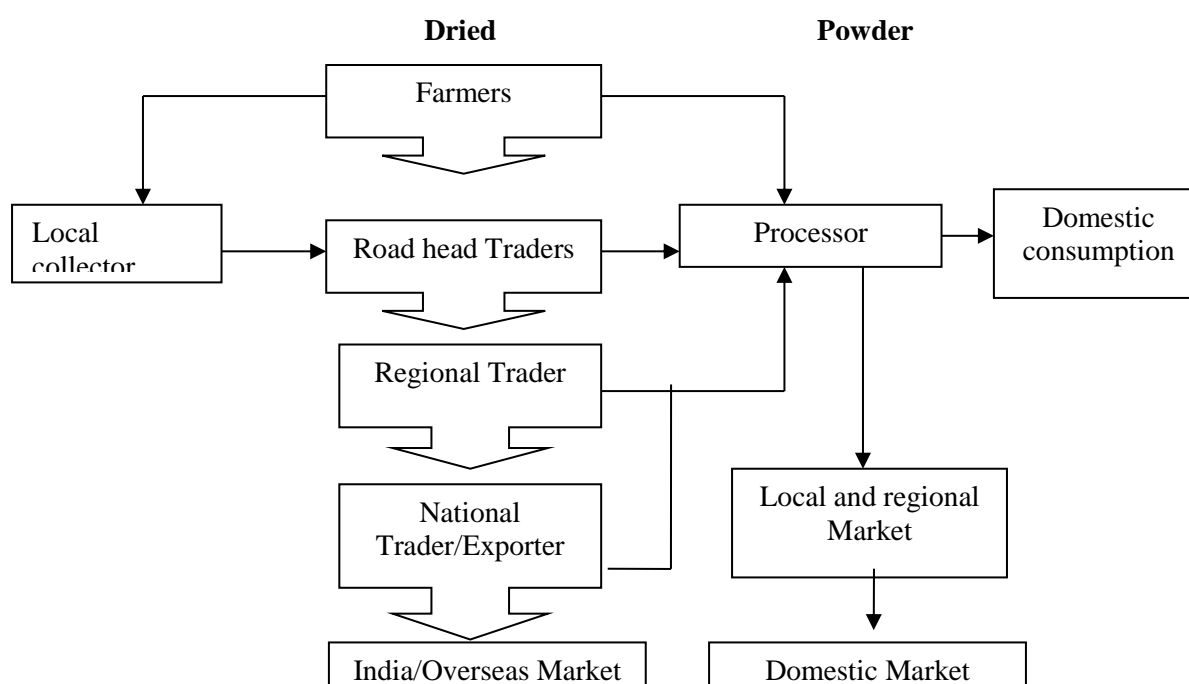 Dried
Powder
Farmers
Local
collector
Road head Traders
Processor
Domestic
consumption
Regional Trader
National
Trader/Exporter
Local and regional
Market
India/Overseas Market
Domestic Market